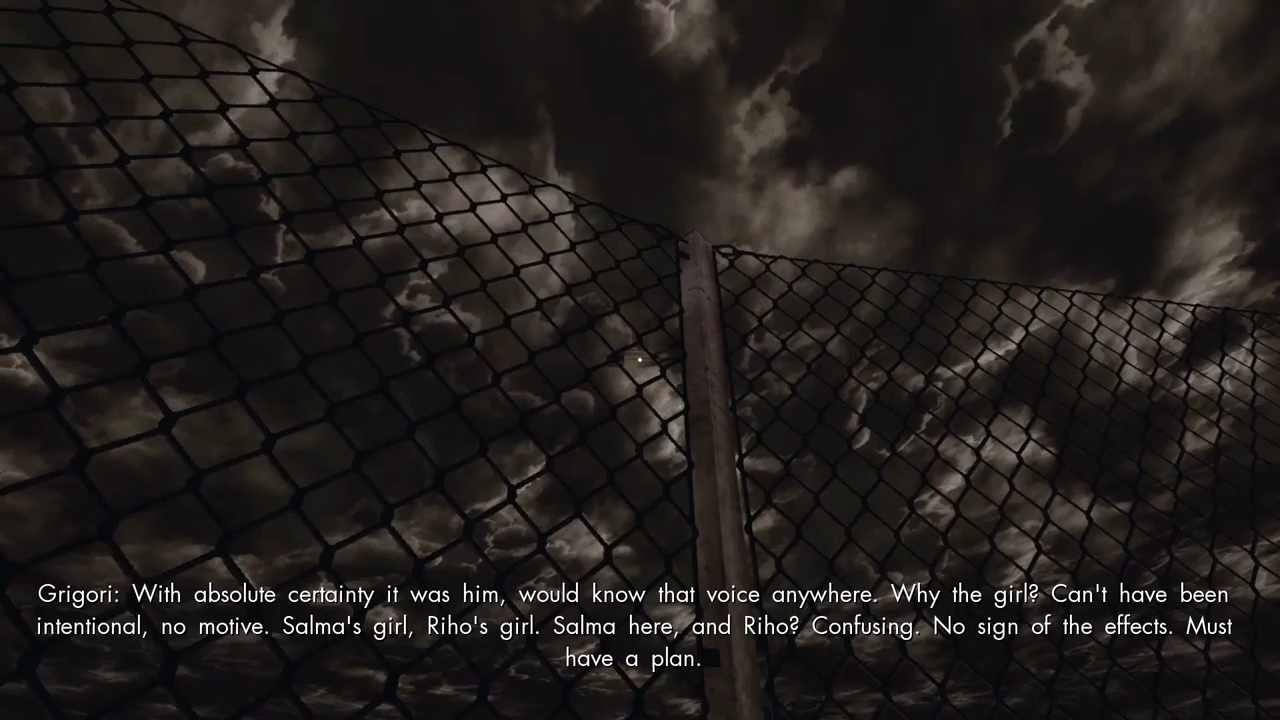 Grigori: With absolute certainty it was him, would know that voice anywhere. Why the girl? Can't have been
intentional, no motive. Salma's girl, Riho's girl. Salma here, and Riho? Confusing. No sign of the effects. Must
have a plan.